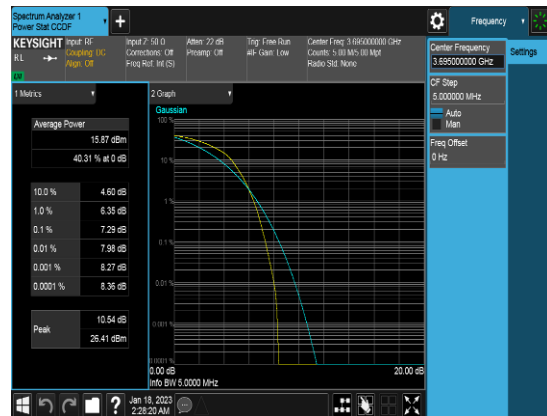 Spectrum Analyzer 1
Power Stat CCDF
Frequency
KEYSIGHT
Input: RF
Coupling: DC
Align: Off
Input Z: 50 Ω
Corrections: Off
Freq Ref: Int (S)
Atten: 22 dB
Preamp: Off
Trig: Free Run
#IF Gain: Low
Center Freq: 3.695000000 GHz
Counts: 5.00 M/5.00 Mpt
Radio Std: None
RL
Center Frequency
3.695000000 GHz
Settings
CF Step
5.000000 MHz
Auto
Man
Freq Offset
0 Hz
1 Metrics
2 Graph
Gaussian
Average Power
15.87 dBm
40.31 % at 0 dB
10.0 % 4.60 dB
1.0 % 6.35 dB
0.1 % 7.29 dB
0.01 % 7.98 dB
0.001 % 8.27 dB
0.0001 % 8.36 dB
Peak
10.54 dB
26.41 dBm
100 %
10 %
1 %
0.1 %
0.01 %
0.001 %
0.0001 %
0.00 dB
20.00 dB
Info BW 5.0000 MHz
Jan 18, 2023
2:28:20 AM
?